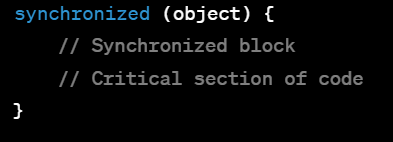 synchronized (object) {
    // Synchronized block
    // Critical section of code
}